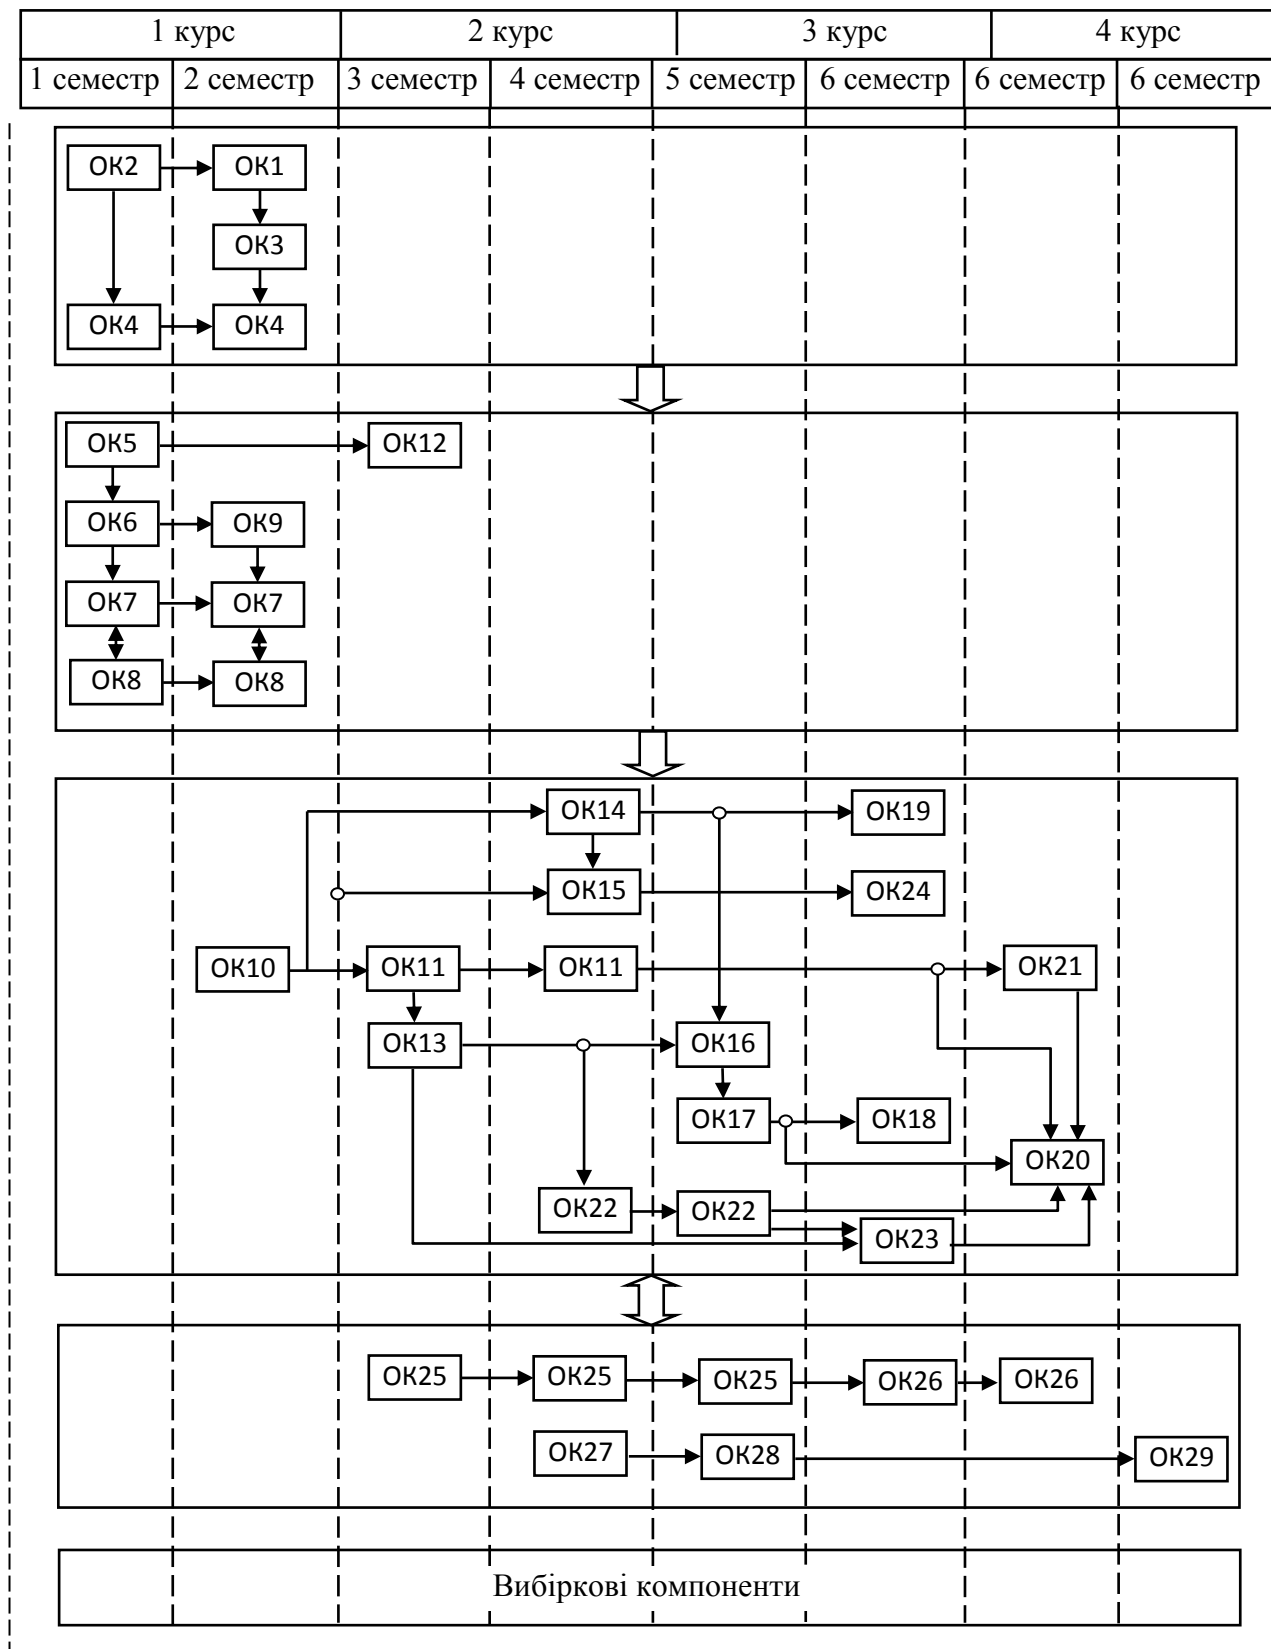 1 курс 2 курс 3 курс 4 курс
1 семестр 2 семестр 3 семестр 4 семестр 5 семестр 6 семестр 6 семестр 6 семестр
ОК2 ОК1
ОК3
ОК4 ОК4
ОК5 ОК12
ОК6 ОК9
ОК7 ОК7
ОК8 ОК8
ОК14 ОК19
ОК15 ОК24
ОК10 ОК11 ОК11 ОК21
ОК13 ОК16
ОК17 ОК18
ОК20
ОК22 ОК22
ОК23
ОК25 ОК25 ОК25 ОК26 ОК26
ОК27 ОК28 ОК29
Вибіркові компоненти